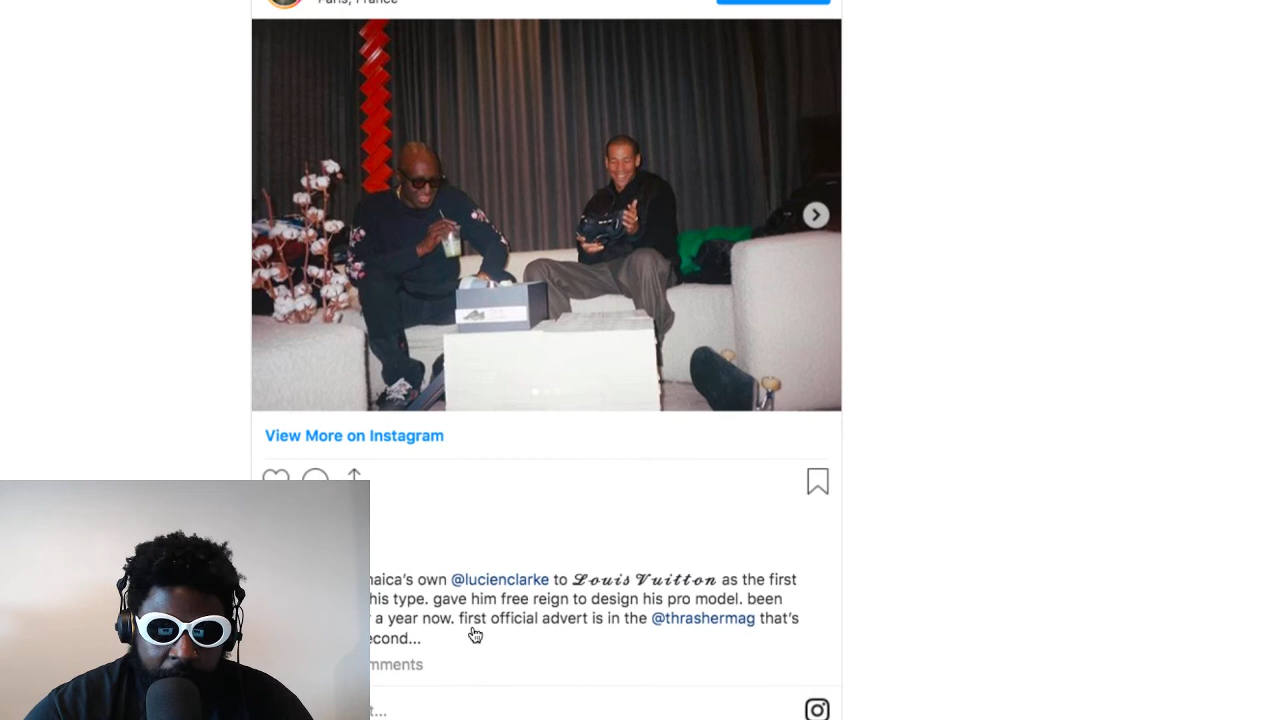 Paris, France
View More on Instagram
maica's own @lucienclarke to 𝓛𝓸𝓾𝓲𝓼 𝓥𝓾𝓲𝓽𝓽𝓸𝓷 as the first
his type. gave him free reign to design his pro model. been
a year now. first official advert is in the @thrashermag that's
econd...
mments
t...